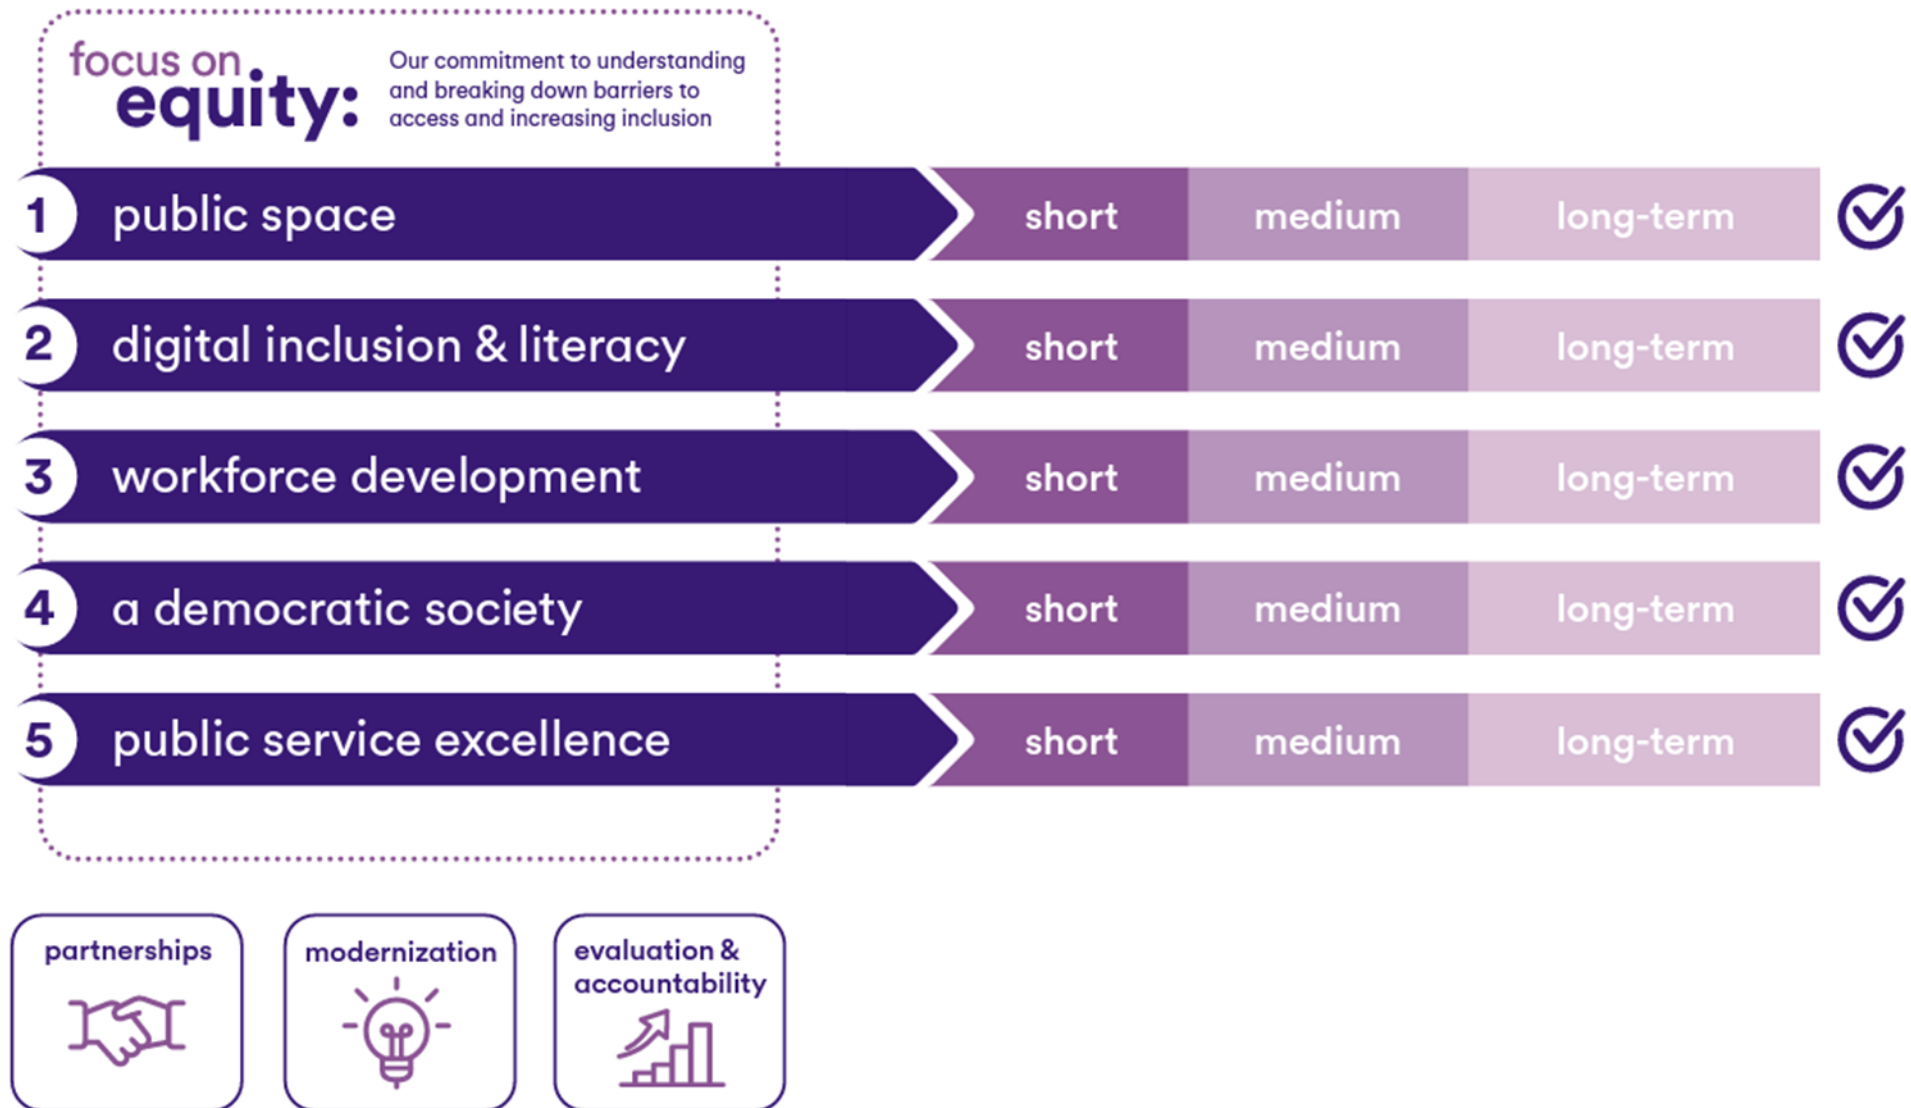 focus on
equity:
Our commitment to understanding
and breaking down barriers to
access and increasing inclusion
1 public space short medium long-term
2 digital inclusion & literacy short medium long-term
3 workforce development short medium long-term
4 a democratic society short medium long-term
5 public service excellence short medium long-term
partnerships
modernization
evaluation &
accountability